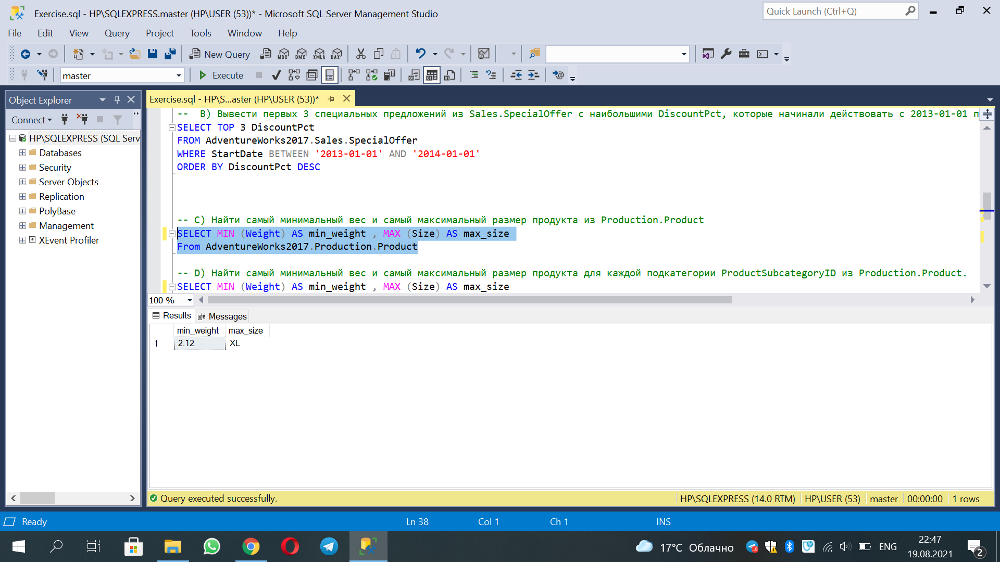 Exercise.sql - HP\SQLEXPRESS.master (HP\USER (53))* - Microsoft SQL Server Management Studio
Quick Launch (Ctrl+Q)
File Edit View Query Project Tools Window Help
New Query MDX DMX XMLA DAX
master Execute
Object Explorer
Exercise.sql - HP\S...aster (HP\USER (53))*
Connect
HP\SQLEXPRESS (SQL Serv
Databases
Security
Server Objects
Replication
PolyBase
Management
XEvent Profiler
-- B) Вывести первых 3 специальных предложений из Sales.SpecialOffer с наибольшими DiscountPct, которые начинали действовать с 2013-01-01 п
SELECT TOP 3 DiscountPct
FROM AdventureWorks2017.Sales.SpecialOffer
WHERE StartDate BETWEEN '2013-01-01' AND '2014-01-01'
ORDER BY DiscountPct DESC
-- C) Найти самый минимальный вес и самый максимальный размер продукта из Production.Product
SELECT MIN (Weight) AS min_weight , MAX (Size) AS max_size
From AdventureWorks2017.Production.Product
-- D) Найти самый минимальный вес и самый максимальный размер продукта для каждой подкатегории ProductSubcategoryID из Production.Product.
SELECT MIN (Weight) AS min_weight , MAX (Size) AS max_size
100 %
Results Messages
min_weight max_size
1 2.12 XL
Query executed successfully.
HP\SQLEXPRESS (14.0 RTM) HP\USER (53) master 00:00:00 1 rows
Ready Ln 38 Col 1 Ch 1 INS
17°C Облачно ENG
22:47
19.08.2021
2